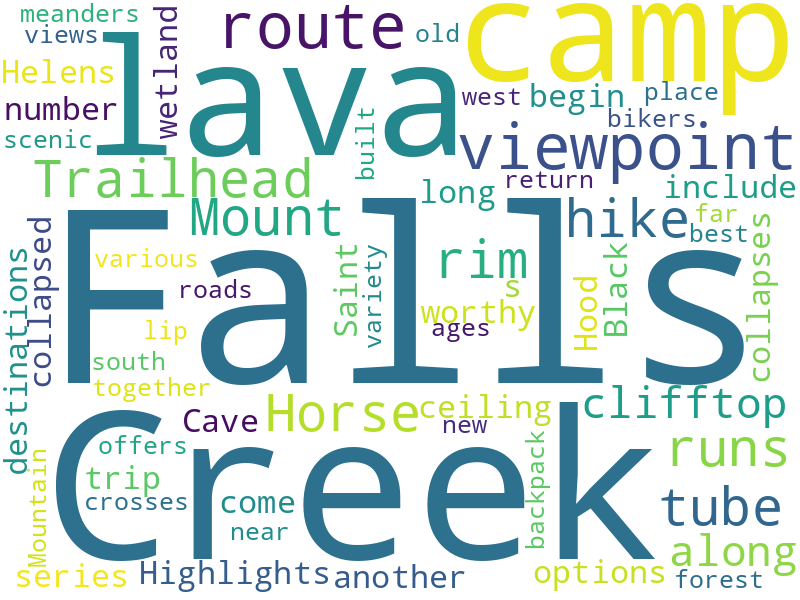 meanders
views
lava
wetland
route
old
camp
Helens
number
scenic
west
begin
place
bikers
viewpoint
built
Trailhead
Mount
long
return
include
hike
far
best
Falls
collapsed
destinations
various
roads
lip
south
together
Saint
variety
rim
s
worthy
ages
Hood
Black
collapses
Horse
Cave
ceiling
new
clifftop
runs
Creek
offers
trip
crosses
Mountain
come
near
backpack
tube
along
series
Highlights
another
options
forest